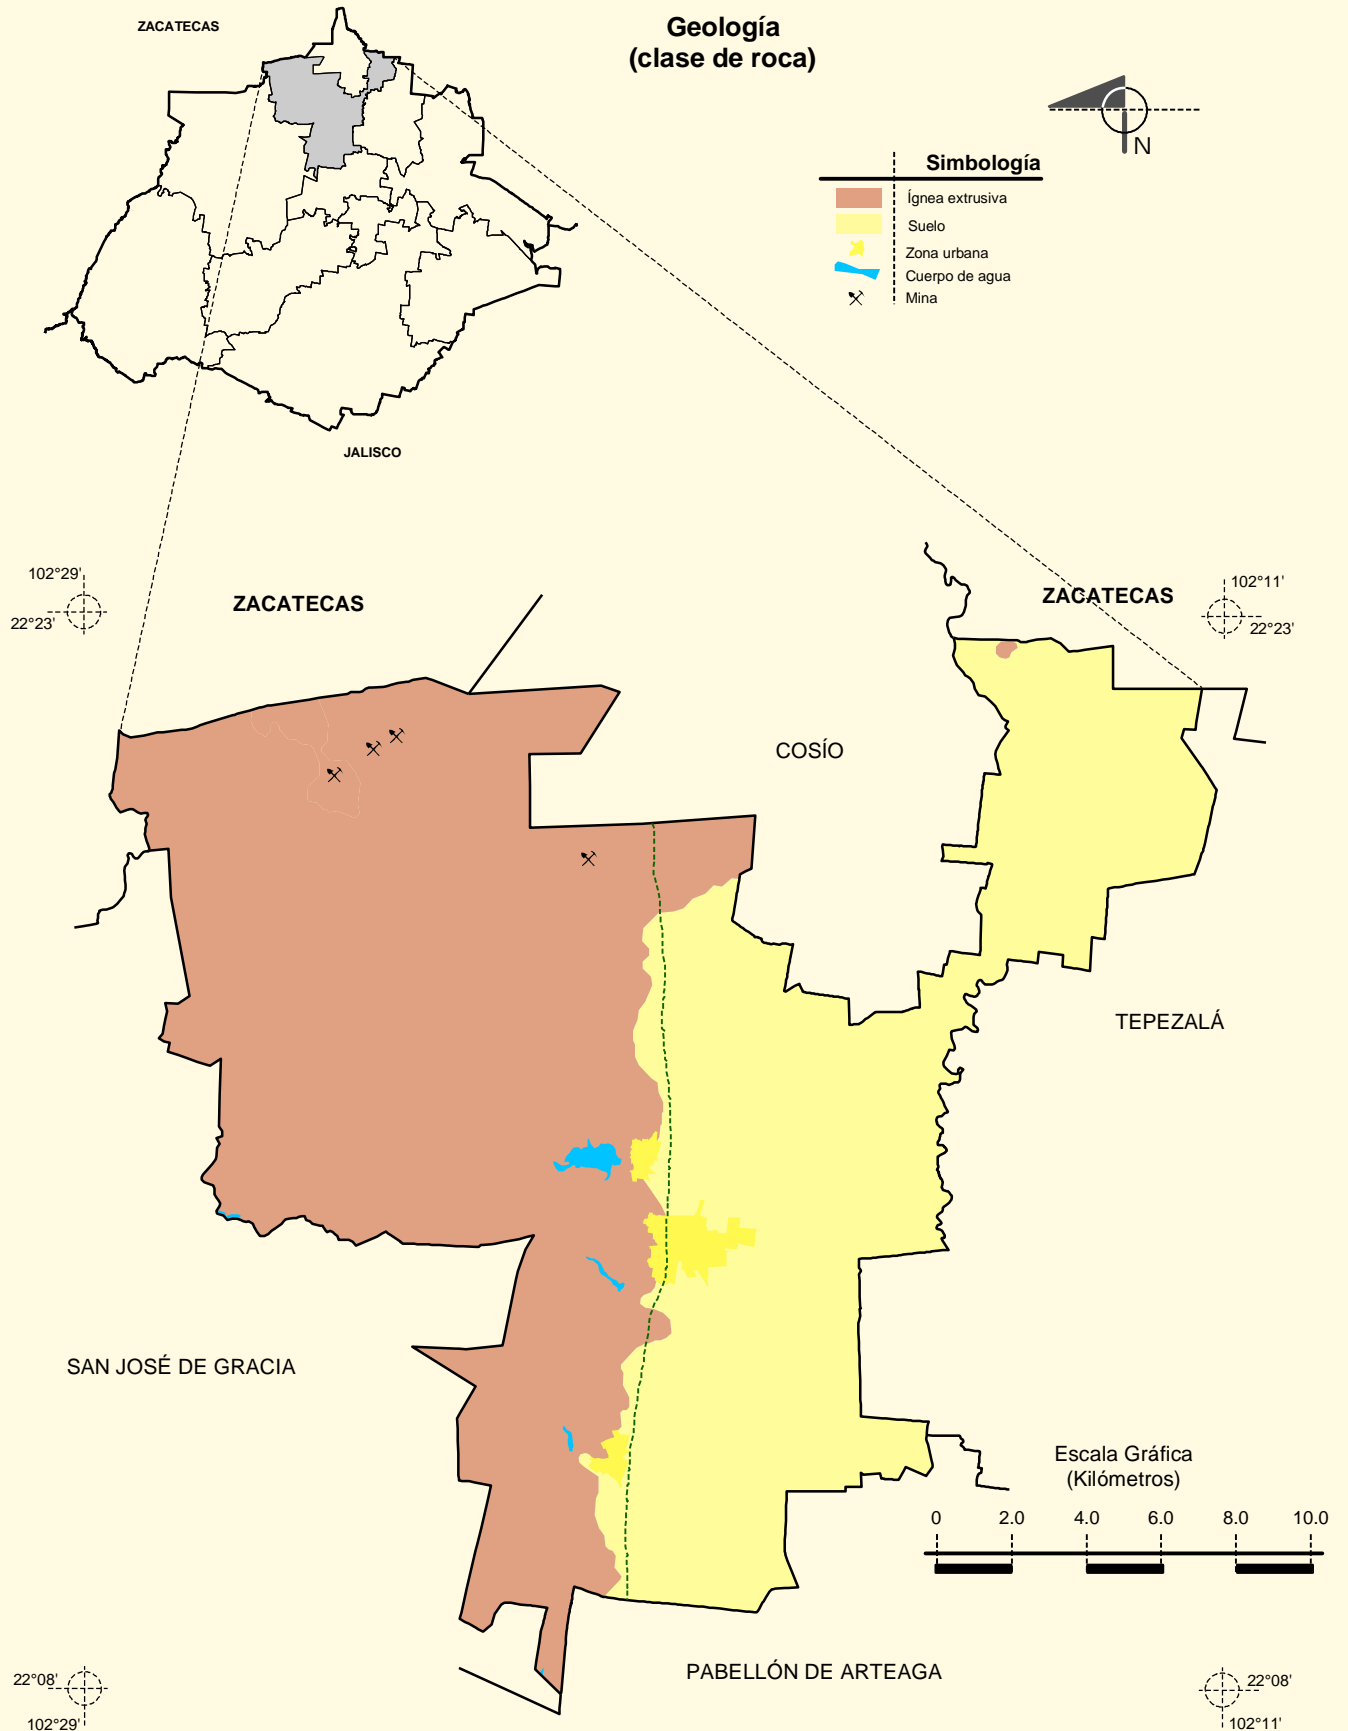 Geología
(clase de roca)
ZACATECAS
JALISCO
N
Simbología
Ígnea extrusiva
Suelo
Zona urbana
Cuerpo de agua
Mina
102°29'
22°23'
ZACATECAS
ZACATECAS
102°11'
22°23'
COSÍO
TEPEZALÁ
SAN JOSÉ DE GRACIA
Escala Gráfica
(Kilómetros)
0 2.0 4.0 6.0 8.0 10.0
PABELLÓN DE ARTEAGA
22°08'
102°29'
22°08'
102°11'